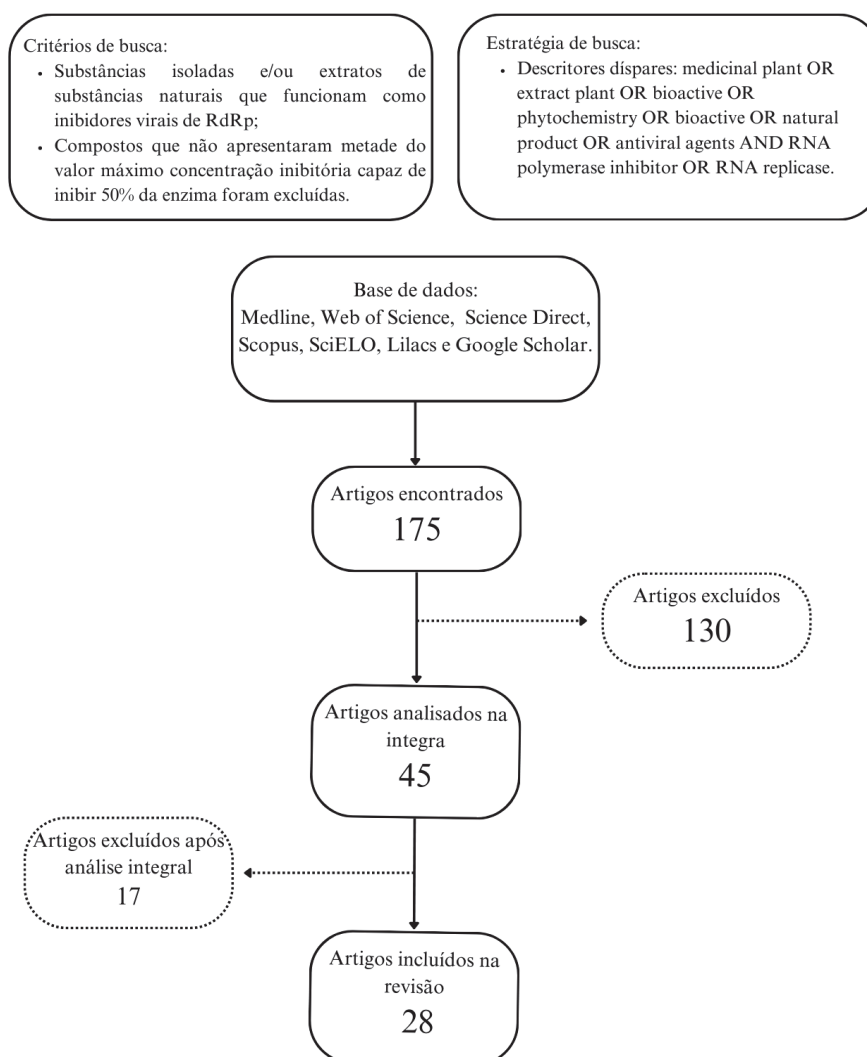 Critérios de busca:
• Substâncias isoladas e/ou extratos de
substâncias naturais que funcionam como
inibidores virais de RdRp;
• Compostos que não apresentaram metade do
valor máximo concentração inibitória capaz de
inibir 50% da enzima foram excluídas.
Estratégia de busca:
• Descritores díspares: medicinal plant OR
extract plant OR bioactive OR
phytochemistry OR bioactive OR natural
product OR antiviral agents AND RNA
polymerase inhibitor OR RNA replicase.
Base de dados:
Medline, Web of Science, Science Direct,
Scopus, SciELO, Lilacs e Google Scholar.
Artigos encontrados
175
Artigos excluídos
130
Artigos analisados na
integra
45
Artigos excluídos após
análise integral
17
Artigos incluídos na
revisão
28